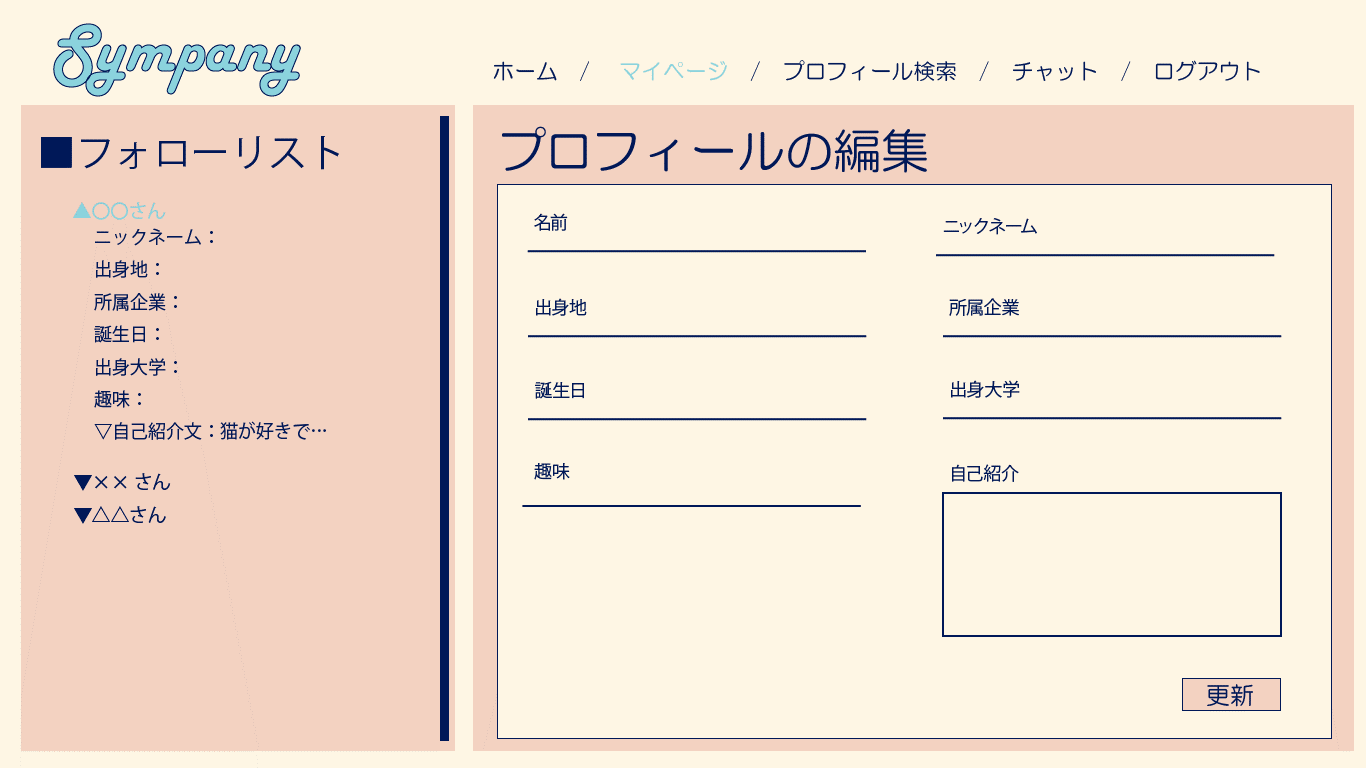 Sympany
ホーム / マイページ / プロフィール検索 / チャット / ログアウト
■フォローリスト
▲〇〇さん
ニックネーム：
出身地：
所属企業：
誕生日：
出身大学：
趣味：
▽自己紹介文：猫が好きで…
▼×× さん
▼△△さん
プロフィールの編集
名前
ニックネーム
出身地
所属企業
誕生日
出身大学
趣味
自己紹介
更新